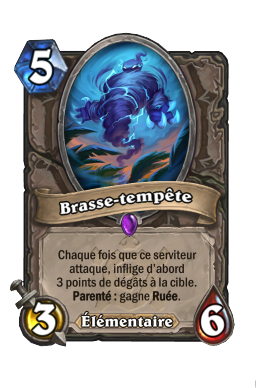 5
Brasse-tempête
Chaque fois que ce serviteur
attaque, inflige d'abord
3 points de dégâts à la cible.
Parenté : gagne Ruée.
3
Élémentaire
6